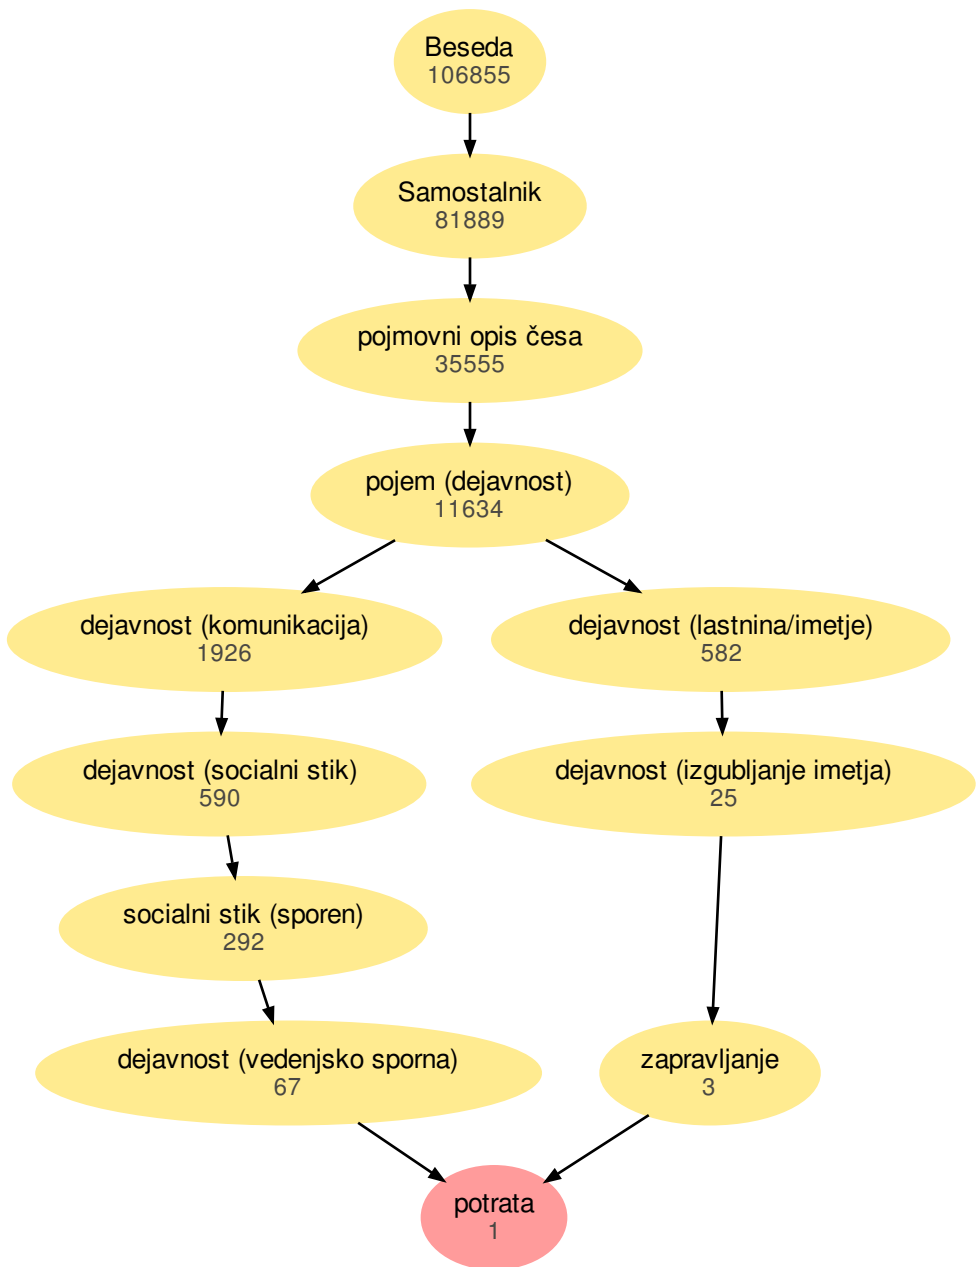 Beseda
106855
Samostalnik
81889
pojmovni opis česa
35555
pojem (dejavnost)
11634
dejavnost (komunikacija)
1926
dejavnost (lastnina/imetje)
582
dejavnost (socialni stik)
590
dejavnost (izgubljanje imetja)
25
socialni stik (sporen)
292
dejavnost (vedenjsko sporna)
67
zapravljanje
3
potrata
1